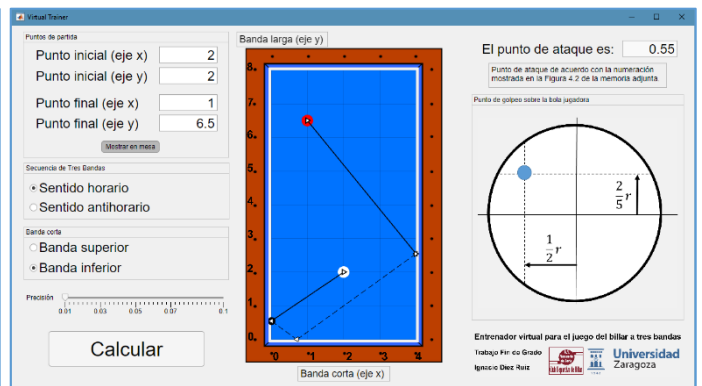 Virtual Trainer
Puntos de partida
Punto inicial (eje x) 2
Punto inicial (eje y) 2
Punto final (eje x) 1
Punto final (eje y) 6.5
Mostrar en mesa
Secuencia de Tres Bandas
Sentido horario
Sentido antihorario
Banda corta
Banda superior
Banda inferior
Precisión
0.01 0.03 0.05 0.07 0.1
Calcular
Banda larga (eje y)
8
7
6
5
4
3
2
1
0
0 1 2 3 4
Banda corta (eje x)
El punto de ataque es: 0.55
Punto de ataque de acuerdo con la numeración
mostrada en la Figura 4.2 de la memoria adjunta.
Punto de golpeo sobre la bola jugadora
2/5 r
1/2 r
Entrenador virtual para el juego del billar a tres bandas
Trabajo Fin de Grado
Ignacio Diez Ruiz
Universidad
Zaragoza